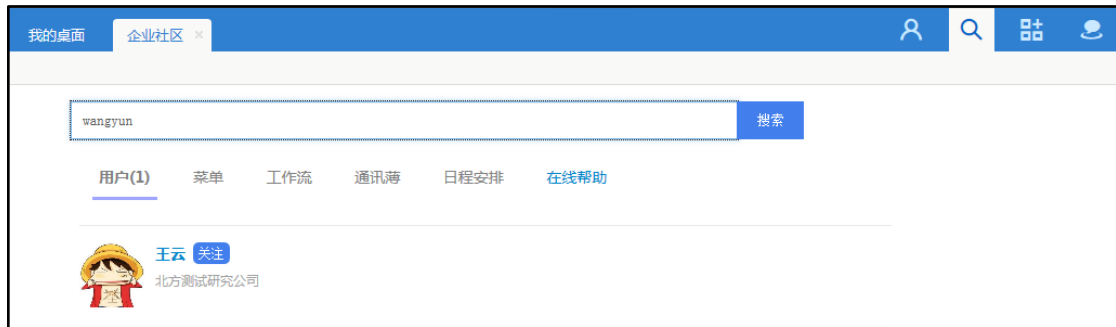 我的桌面 企业社区 ×
wangyun 搜索
用户(1) 菜单 工作流 通讯薄 日程安排 在线帮助
王云 关注
北方测试研究公司